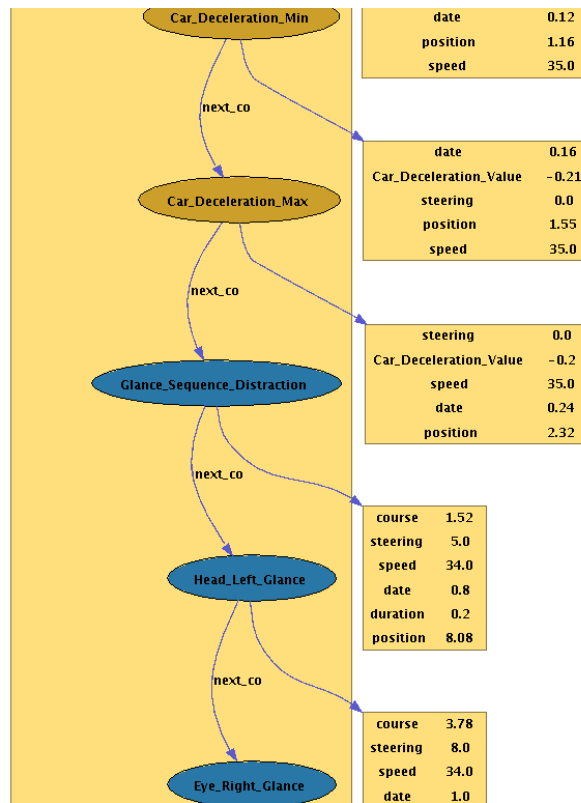 Car_Deceleration_Min
date 0.12
position 1.16
speed 35.0
next_co
date 0.16
Car_Deceleration_Value -0.21
steering 0.0
position 1.55
speed 35.0
Car_Deceleration_Max
next_co
steering 0.0
Car_Deceleration_Value -0.2
speed 35.0
date 0.24
position 2.32
Glance_Sequence_Distraction
next_co
course 1.52
steering 5.0
speed 34.0
date 0.8
duration 0.2
position 8.08
Head_Left_Glance
next_co
course 3.78
steering 8.0
speed 34.0
date 1.0
Eye_Right_Glance